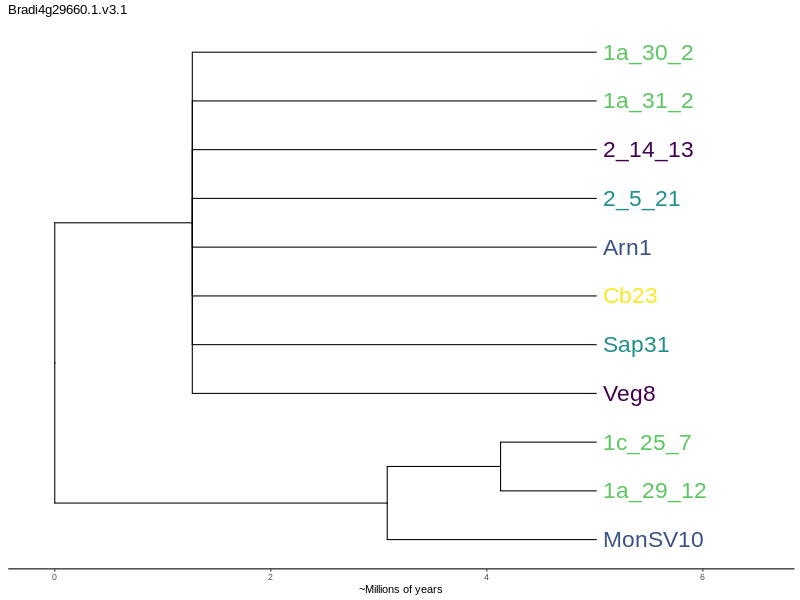 Bradi4g29660.1.v3.1
1a_30_2
1a_31_2
2_14_13
2_5_21
Arn1
Cb23
Sap31
Veg8
1c_25_7
1a_29_12
MonSV10
0 2 4 6
~Millions of years